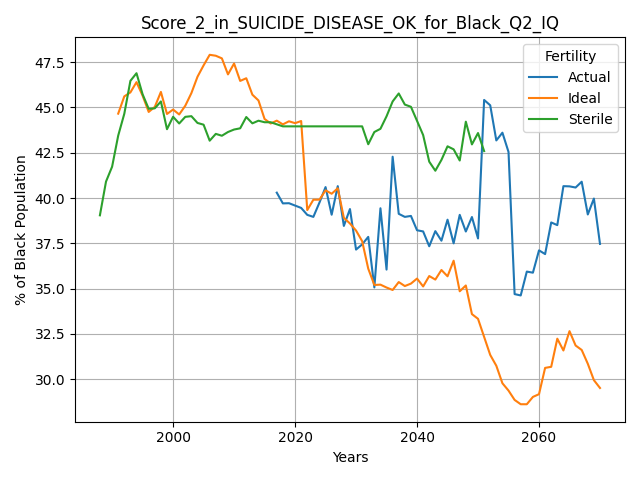 Score_2_in_SUICIDE_DISEASE_OK_for_Black_Q2_IQ
% of Black Population
47.5
45.0
42.5
40.0
37.5
35.0
32.5
30.0
Fertility
Actual
Ideal
Sterile
2000
2020
2040
2060
Years